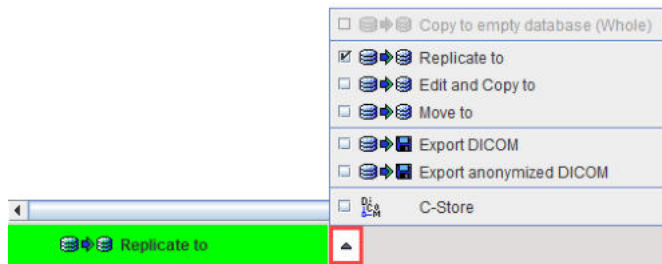 Copy to empty database (Whole)
Replicate to
Edit and Copy to
Move to
Export DICOM
Export anonymized DICOM
DiCoM C-Store
Replicate to